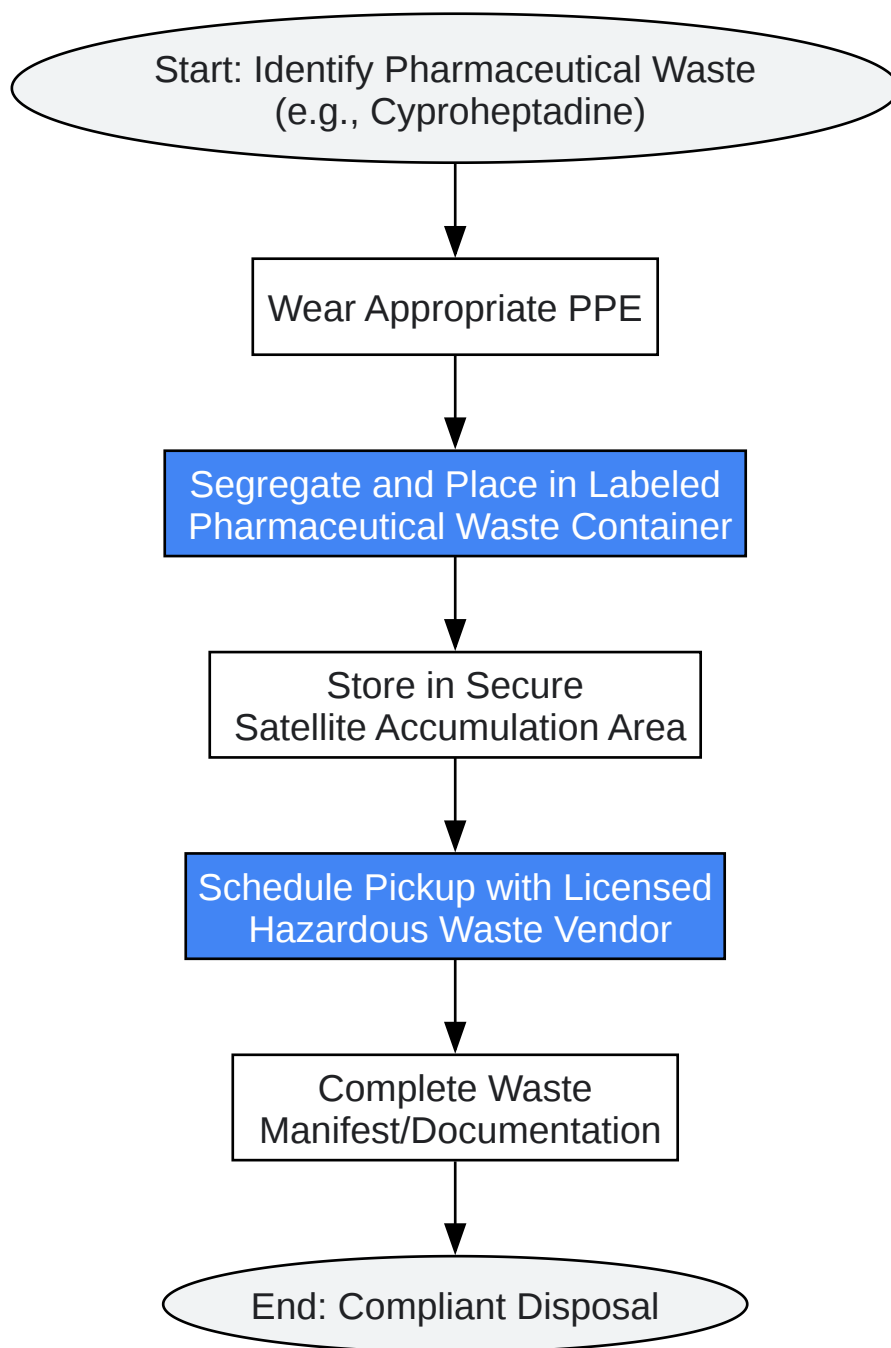 Start: Identify Pharmaceutical Waste
(e.g., Cyproheptadine)
Wear Appropriate PPE
Segregate and Place in Labeled
Pharmaceutical Waste Container
Store in Secure
Satellite Accumulation Area
Schedule Pickup with Licensed
Hazardous Waste Vendor
Complete Waste
Manifest/Documentation
End: Compliant Disposal